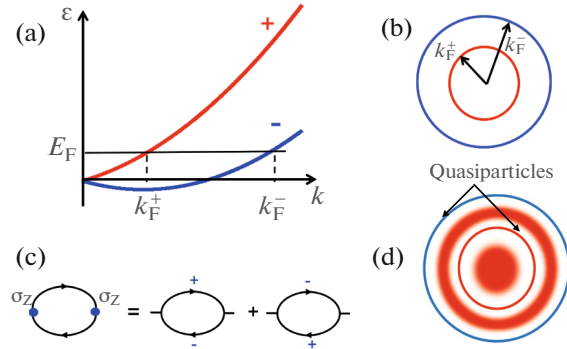 (a)
ε
+
-
E_F
k_F^+
k_F^-
k
(b)
k_F^+
k_F^-
Quasiparticles
(c)
σ_Z
σ_Z
=
+
-
+
-
+
(d)